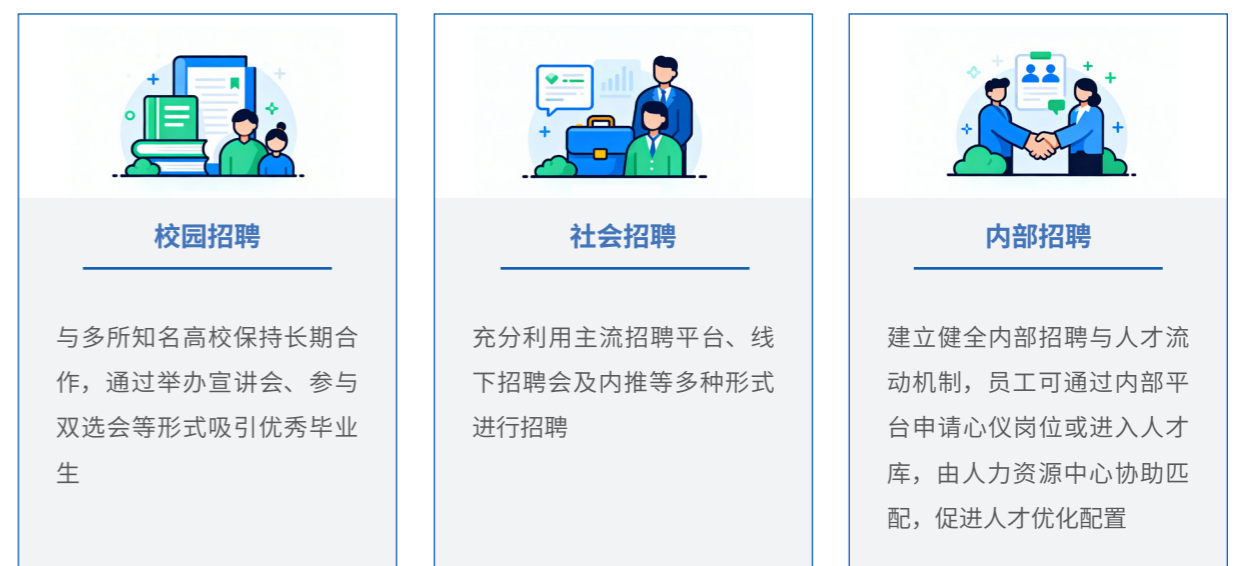 校园招聘
与多所知名高校保持长期合
作，通过举办宣讲会、参与
双选会等形式吸引优秀毕业
生
社会招聘
充分利用主流招聘平台、线
下招聘会及内推等多种形式
进行招聘
内部招聘
建立健全内部招聘与人才流
动机制，员工可通过内部平
台申请心仪岗位或进入人才
库，由人力资源中心协助匹
配，促进人才优化配置